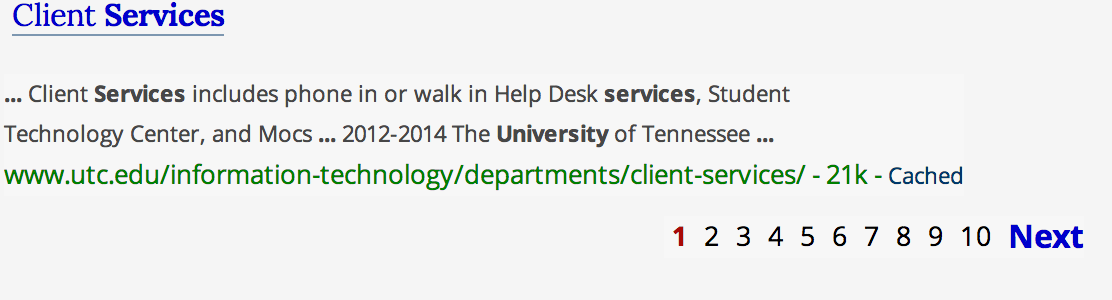 Client Services
... Client Services includes phone in or walk in Help Desk services, Student
Technology Center, and Mocs ... 2012-2014 The University of Tennessee ...
www.utc.edu/information-technology/departments/client-services/ - 21k - Cached
1 2 3 4 5 6 7 8 9 10 Next